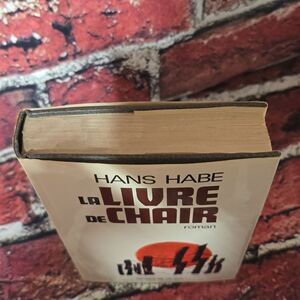 HANS HABE
LA LIVRE
DE CHAIR
roman